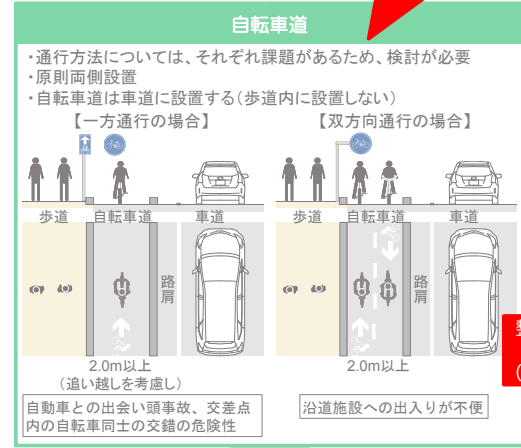 自転車道
・通行方法については、それぞれ課題があるため、検討が必要
・原則両側設置
・自転車道は車道に設置する(歩道内に設置しない)
【一方通行の場合】
歩道 自転車道 車道
路肩
2.0m以上
(追い越しを考慮し)
自動車との出会い頭事故、交差点
内の自転車同士の交錯の危険性
【双方向通行の場合】
歩道 自転車道 車道
路肩
2.0m以上
沿道施設への出入りが不便